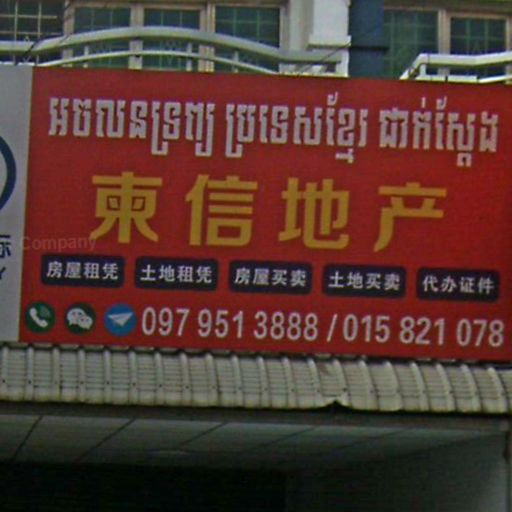 អចលនទ្រព្យ ប្រទេសខ្មែរ ជាក់ស្ដែង
柬信地产
房屋租凭 土地租凭 房屋买卖 土地买卖 代办证件
097 951 3888 / 015 821 078
Company